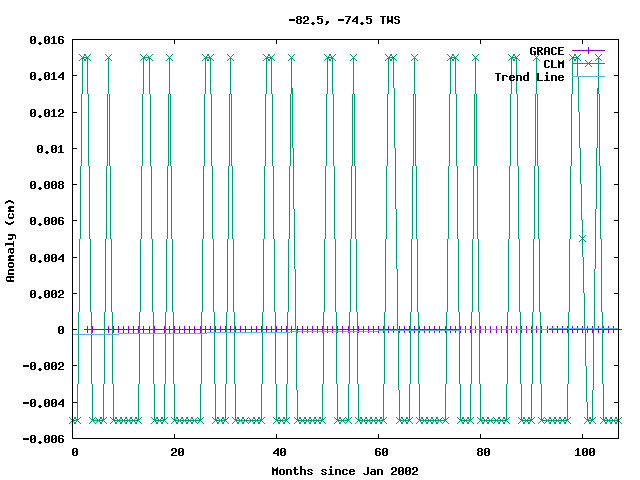 -82.5, -74.5 TWS
GRACE
CLM
Trend Line
0.016
0.014
0.012
0.01
0.008
0.006
0.004
0.002
0
-0.002
-0.004
-0.006
Anomaly (cm)
0 20 40 60 80 100
Months since Jan 2002